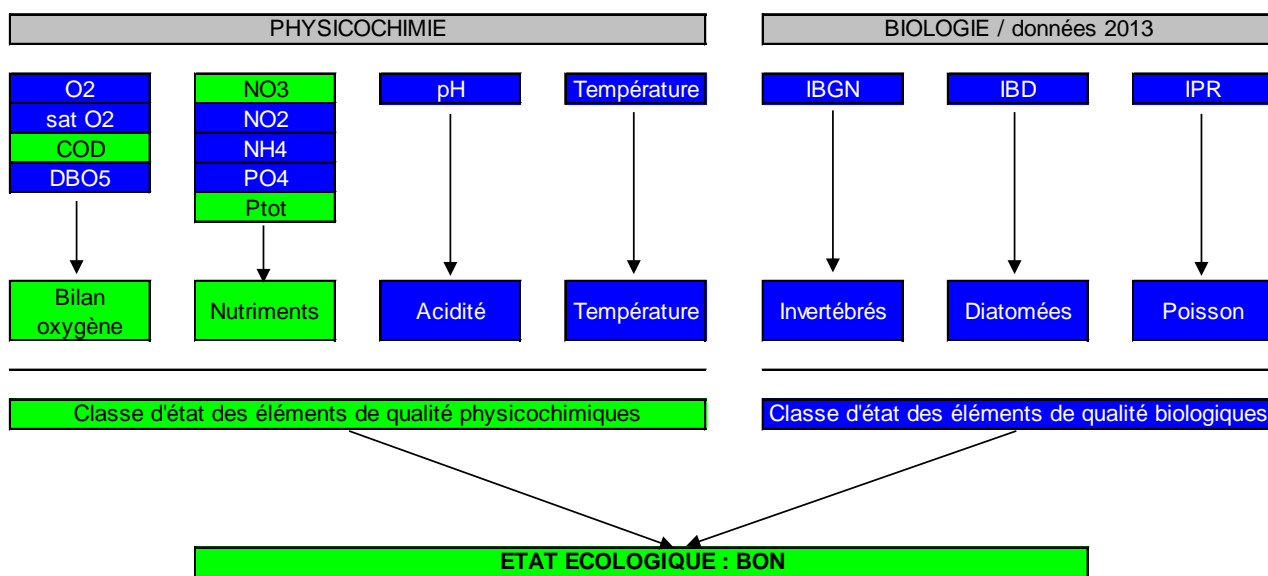 PHYSICOCHIMIE
BIOLOGIE / données 2013
O2
sat O2
COD
DBO5
NO3
NO2
NH4
PO4
Ptot
pH
Température
IBGN
IBD
IPR
Bilan
oxygène
Nutriments
Acidité
Température
Invertébrés
Diatomées
Poisson
Classe d'état des éléments de qualité physicochimiques
Classe d'état des éléments de qualité biologiques
ETAT ECOLOGIQUE : BON